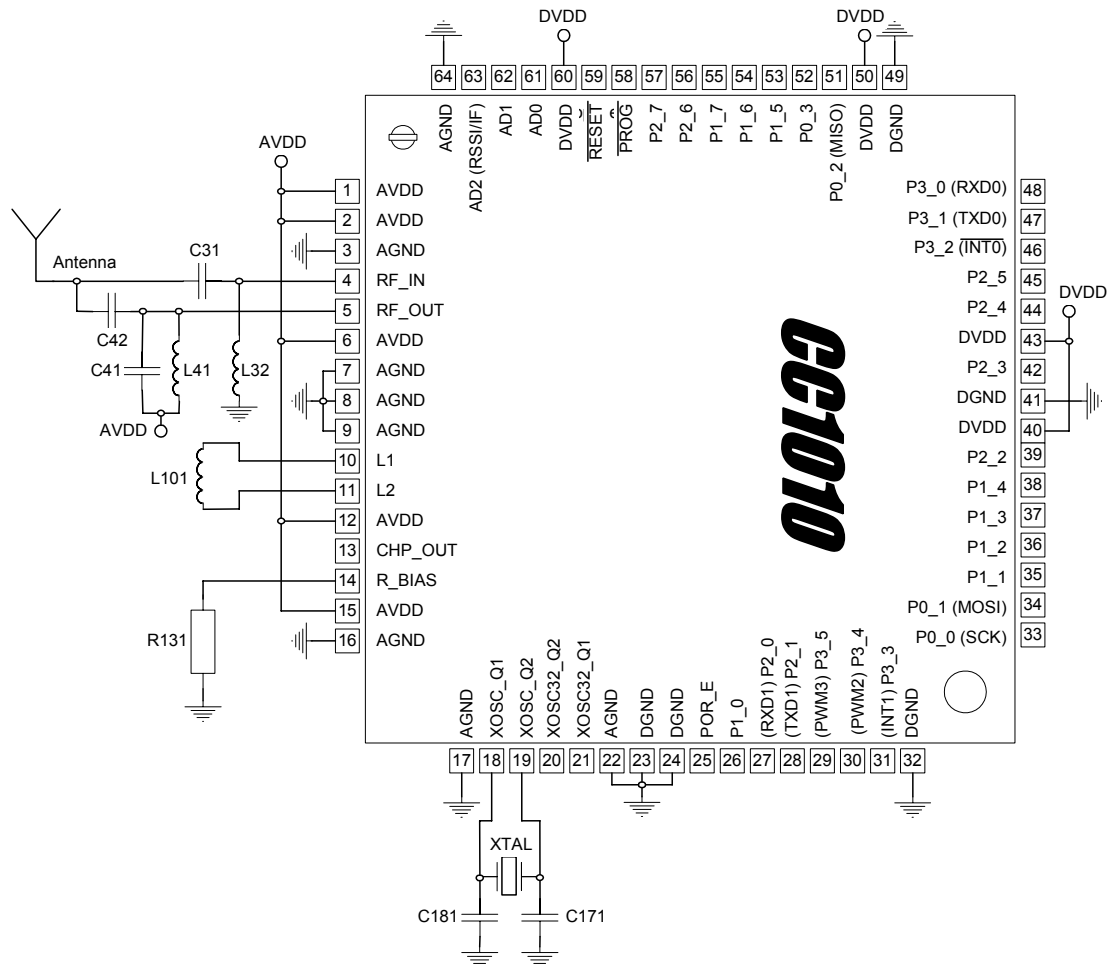 DVDD
DVDD
64 63 62 61 60 59 58 57 56 55 54 53 52 51 50 49
AGND
AD2 (RSSI/IF)
AD1
AD0
DVDD
RESET
PROG
P2_7
P2_6
P1_7
P1_6
P1_5
P0_3
P0_2 (MISO)
DVDD
DGND
AVDD
1 AVDD
2 AVDD
3 AGND
4 RF_IN
5 RF_OUT
6 AVDD
7 AGND
8 AGND
9 AGND
10 L1
11 L2
12 AVDD
13 CHP_OUT
14 R_BIAS
15 AVDD
16 AGND
Antenna
C31
C42
C41
L41
L32
AVDD
L101
R131
CC1010
P3_0 (RXD0) 48
P3_1 (TXD0) 47
P3_2 (INT0) 46
P2_5 45
P2_4 44
DVDD 43
P2_3 42
DGND 41
DVDD 40
P2_2 39
P1_4 38
P1_3 37
P1_2 36
P1_1 35
P0_1 (MOSI) 34
P0_0 (SCK) 33
DVDD
AGND
XOSC_Q1
XOSC_Q2
XOSC32_Q2
XOSC32_Q1
AGND
DGND
DGND
POR_E
P1_0
(RXD1) P2_0
(TXD1) P2_1
(PWM3) P3_5
(PWM2) P3_4
(INT1) P3_3
DGND
17 18 19 20 21 22 23 24 25 26 27 28 29 30 31 32
XTAL
C181
C171